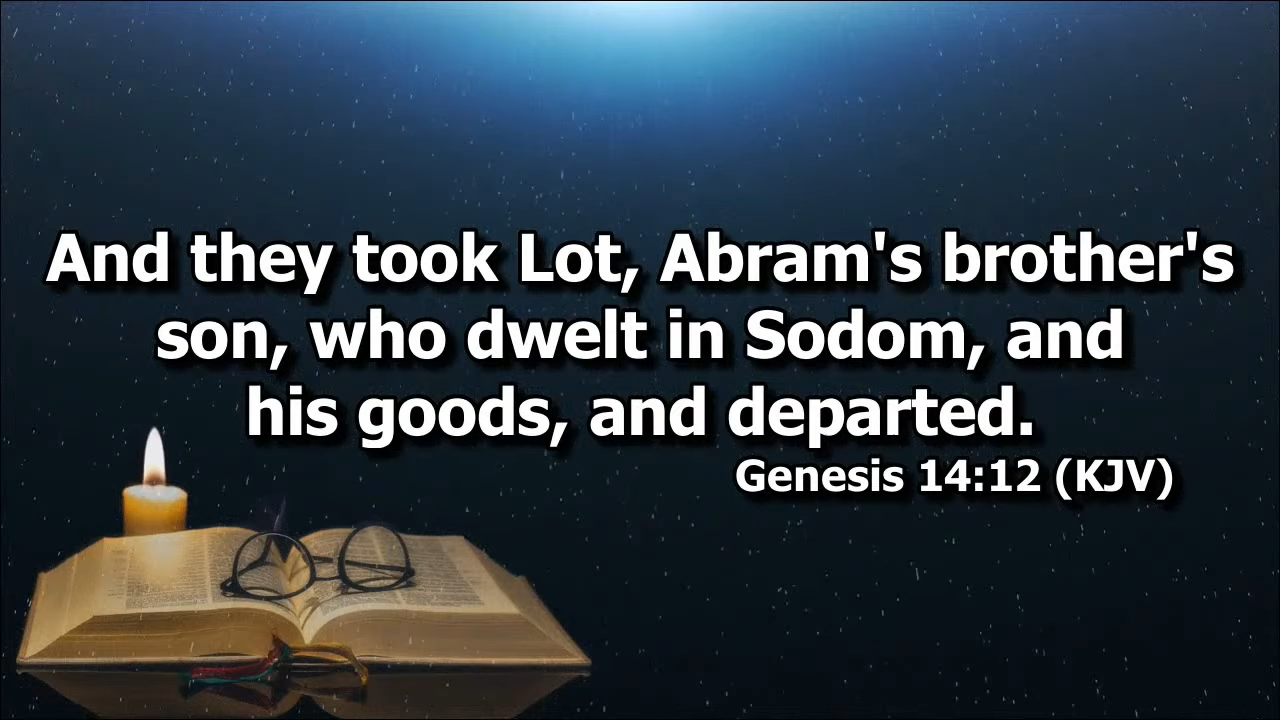 And they took Lot, Abram's brother's
son, who dwelt in Sodom, and
his goods, and departed.
Genesis 14:12 (KJV)